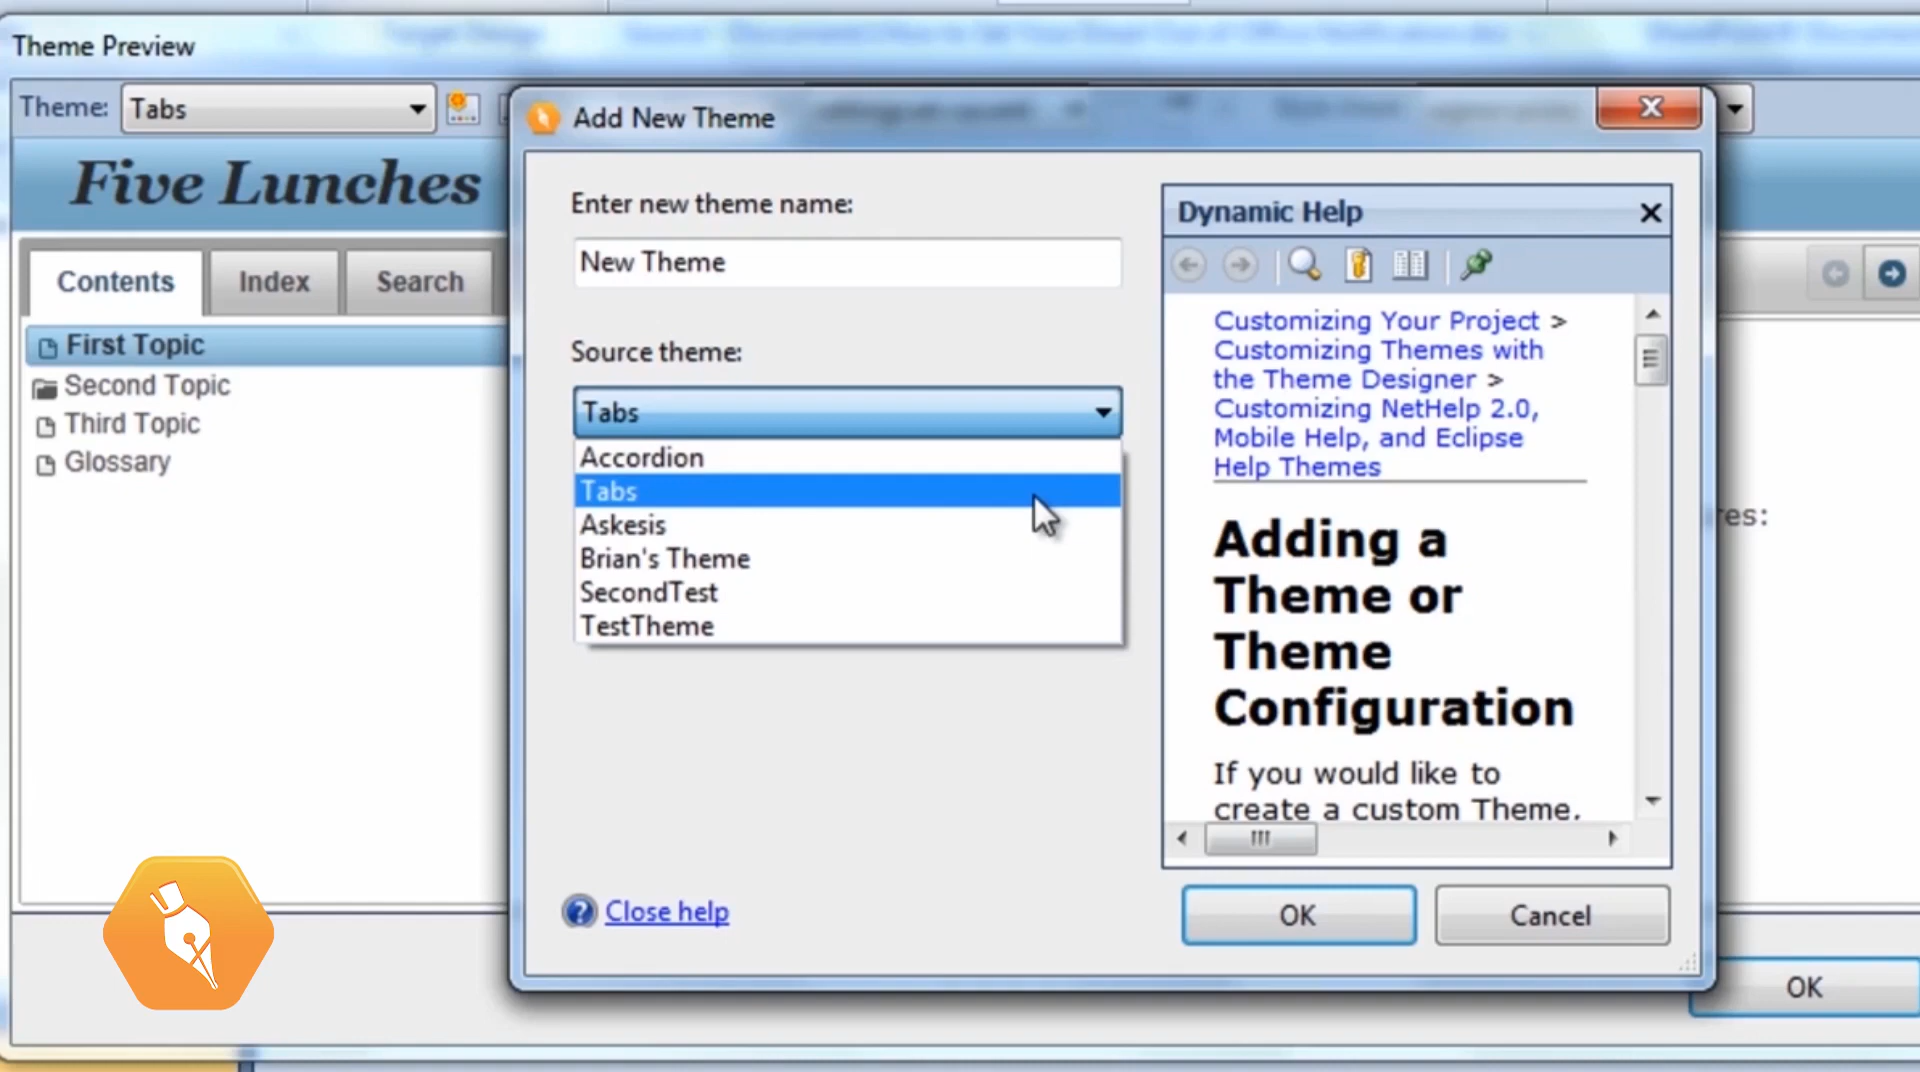 Theme Preview
Theme:
Tabs
Five Lunches
Contents
Index
Search
First Topic
Second Topic
Third Topic
Glossary
Add New Theme
Enter new theme name:
New Theme
Source theme:
Tabs
Accordion
Tabs
Askesis
Brian's Theme
SecondTest
TestTheme
Close help
Dynamic Help
Customizing Your Project >
Customizing Themes with
the Theme Designer >
Customizing NetHelp 2.0,
Mobile Help, and Eclipse
Help Themes
Adding a
Theme or
Theme
Configuration
If you would like to
create a custom Theme,
OK
Cancel
res:
OK